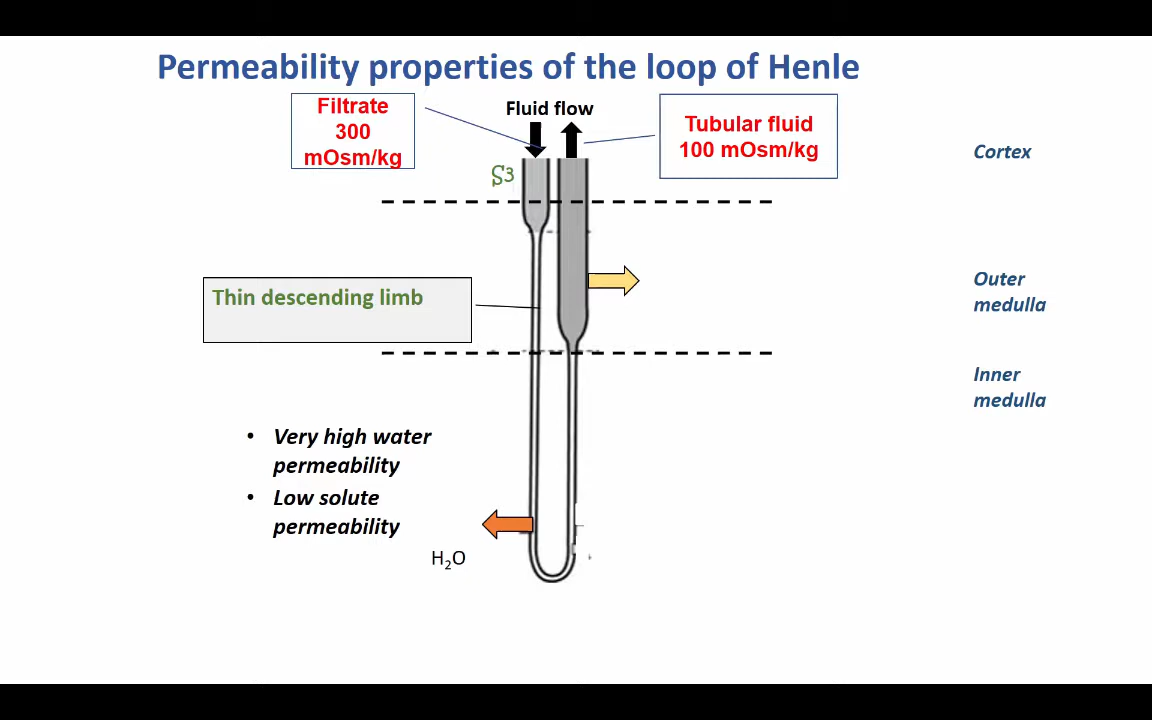 Permeability properties of the loop of Henle
Filtrate
300
mOsm/kg
Fluid flow
Tubular fluid
100 mOsm/kg
Cortex
S3
Thin descending limb
Outer
medulla
Inner
medulla
• Very high water
permeability
• Low solute
permeability
H₂O